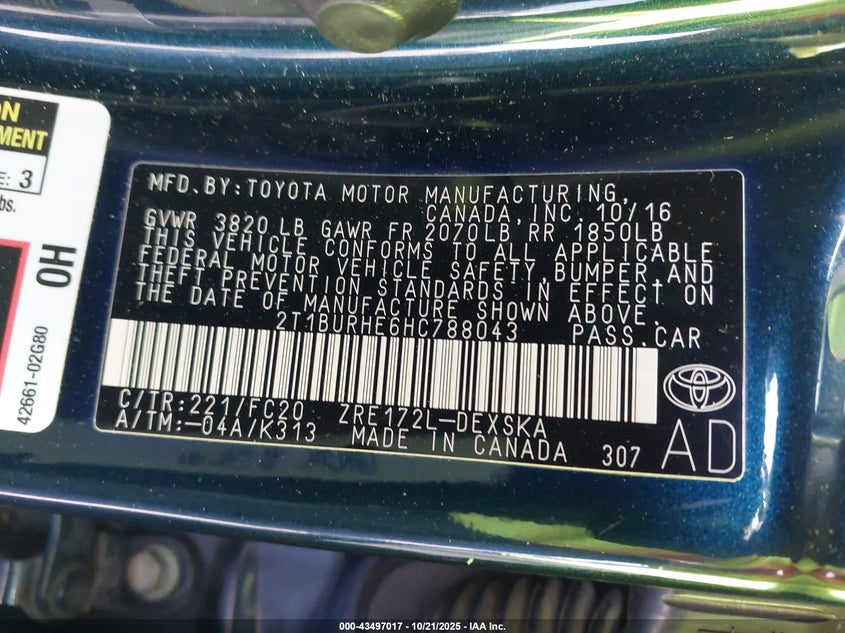 ON
MENT
E: 3
lbs.
OH
42661-02G80
MFD.BY:TOYOTA MOTOR MANUFACTURING,
CANADA,INC. 10/16
GVWR 3820 LB GAWR FR 2070LB RR 1850LB
THIS VEHICLE CONFORMS TO ALL APPLICABLE
FEDERAL MOTOR VEHICLE SAFETY,BUMPER,AND
THEFT PREVENTION STANDARDS IN EFFECT ON
THE DATE OF MANUFACTURE SHOWN ABOVE.
2T1BURHE6HC788043 PASS.CAR
C/TR:221/FC20 ZRE172L-DEXSKA
A/TM:-04A/K313 MADE IN CANADA 307
AD
000-43497017 - 10/21/2025 - IAA Inc.